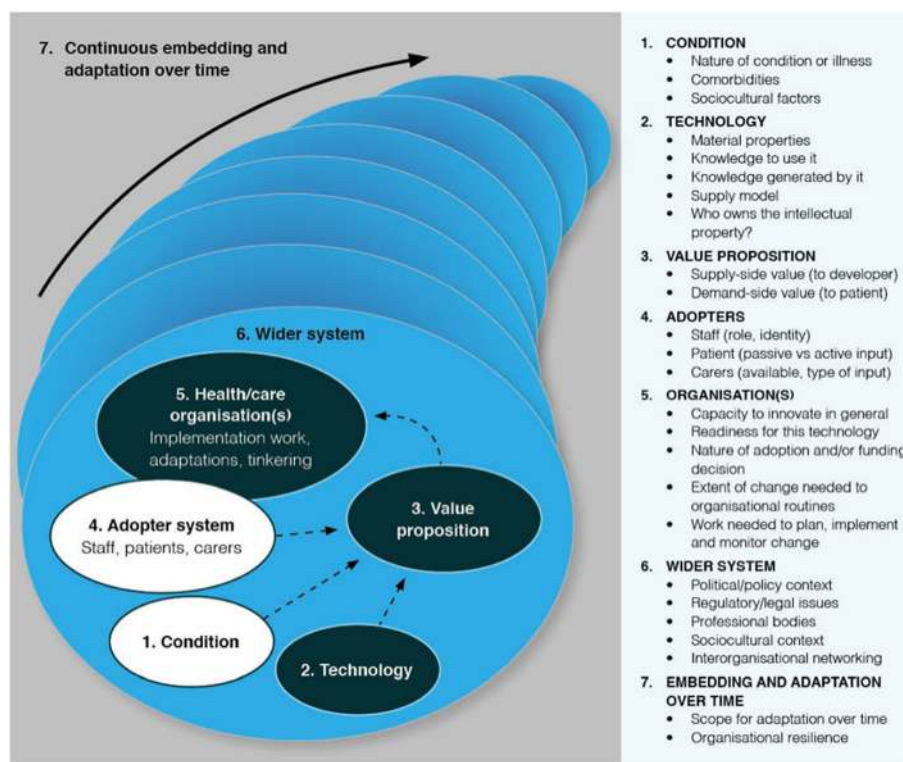 7. Continuous embedding and
adaptation over time
6. Wider system
5. Health/care
organisation(s)
Implementation work,
adaptations, tinkering
4. Adopter system
Staff, patients, carers
3. Value
proposition
1. Condition
2. Technology
1. CONDITION
• Nature of condition or illness
• Comorbidities
• Sociocultural factors
2. TECHNOLOGY
• Material properties
• Knowledge to use it
• Knowledge generated by it
• Supply model
• Who owns the intellectual
property?
3. VALUE PROPOSITION
• Supply-side value (to developer)
• Demand-side value (to patient)
4. ADOPTERS
• Staff (role, identity)
• Patient (passive vs active input)
• Carers (available, type of input)
5. ORGANISATION(S)
• Capacity to innovate in general
• Readiness for this technology
• Nature of adoption and/or funding
decision
• Extent of change needed to
organisational routines
• Work needed to plan, implement
and monitor change
6. WIDER SYSTEM
• Political/policy context
• Regulatory/legal issues
• Professional bodies
• Sociocultural context
• Interorganisational networking
7. EMBEDDING AND ADAPTATION
OVER TIME
• Scope for adaptation over time
• Organisational resilience